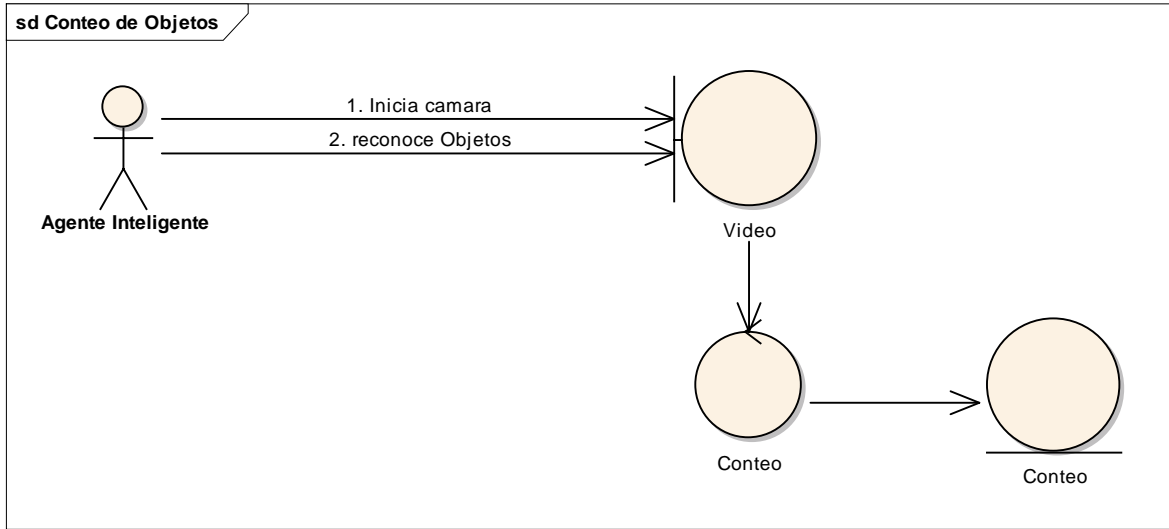 sd Conteo de Objetos
1. Inicia camara
2. reconoce Objetos
Agente Inteligente
Video
Conteo
Conteo